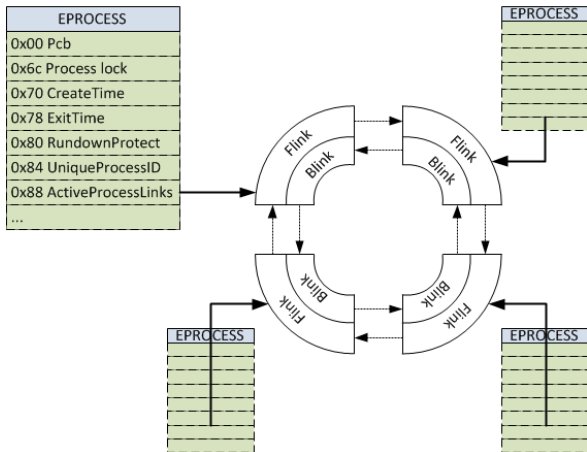 EPROCESS
0x00 Pcb
0x6c Process lock
0x70 CreateTime
0x78 ExitTime
0x80 RundownProtect
0x84 UniqueProcessID
0x88 ActiveProcessLinks
...
EPROCESS
Flink
Blink
Flink
Blink
Blink
Flink
Blink
Flink
EPROCESS
EPROCESS